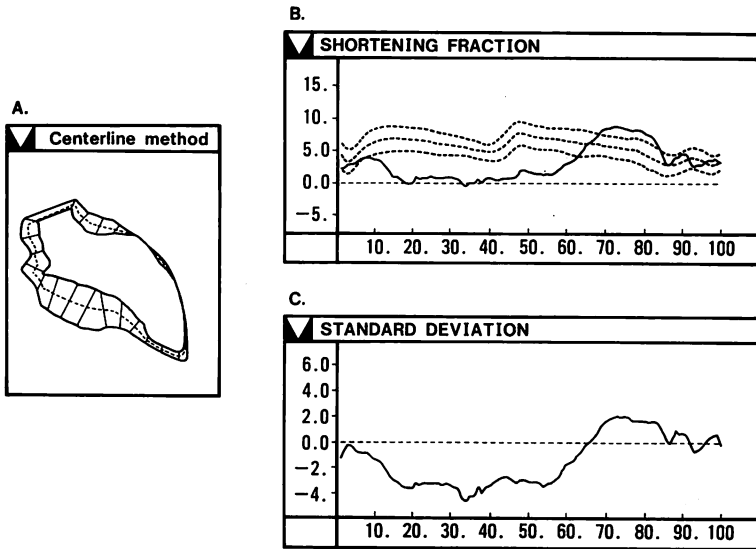 A.
Centerline method
B.
SHORTENING FRACTION
15.
10.
5.0
0.0
−5.
10. 20. 30. 40. 50. 60. 70. 80. 90. 100
C.
STANDARD DEVIATION
6.0
4.0
2.0
0.0
−2.
−4.
10. 20. 30. 40. 50. 60. 70. 80. 90. 100